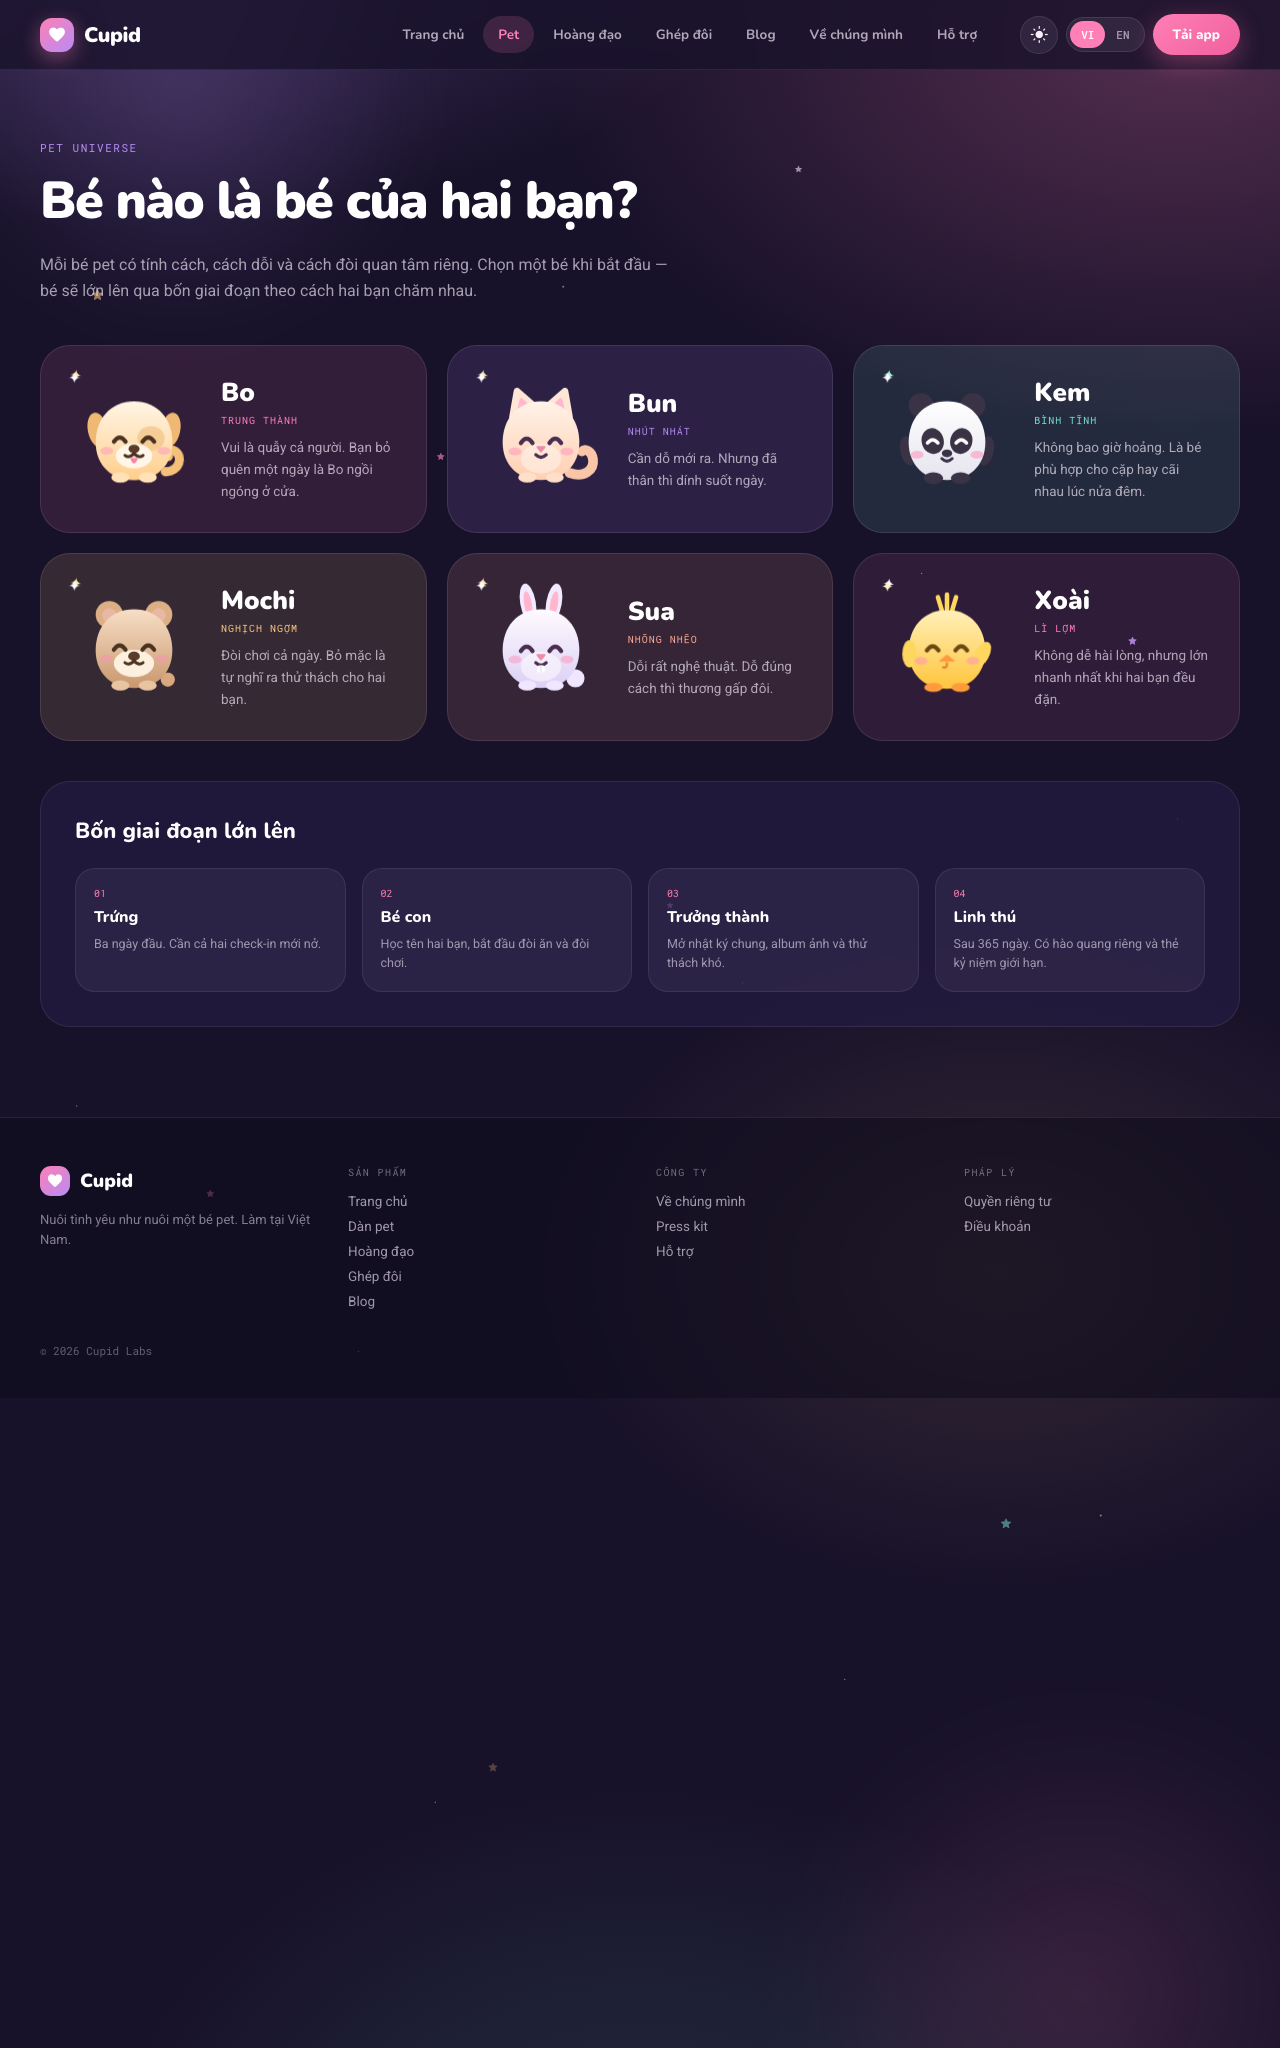 Cupid
Trang chủ
Pet
Hoàng đạo
Ghép đôi
Blog
Về chúng mình
Hỗ trợ
VI
EN
Tải app
PET UNIVERSE
Bé nào là bé của hai bạn?
Mỗi bé pet có tính cách, cách dỗi và cách đòi quan tâm riêng. Chọn một bé khi bắt đầu —
bé sẽ lớn lên qua bốn giai đoạn theo cách hai bạn chăm nhau.
Bo
TRUNG THÀNH
Vui là quẫy cả người. Bạn bỏ
quên một ngày là Bo ngồi
ngóng ở cửa.
Bun
NHÚT NHÁT
Cần dỗ mới ra. Nhưng đã
thân thì dính suốt ngày.
Kem
BÌNH TĨNH
Không bao giờ hoảng. Là bé
phù hợp cho cặp hay cãi
nhau lúc nửa đêm.
Mochi
NGHỊCH NGỢM
Đòi chơi cả ngày. Bỏ mặc là
tự nghĩ ra thử thách cho hai
bạn.
Sua
NHÕNG NHẼO
Dỗi rất nghệ thuật. Dỗ đúng
cách thì thương gấp đôi.
Xoài
LÌ LỢM
Không dễ hài lòng, nhưng lớn
nhanh nhất khi hai bạn đều
đặn.
Bốn giai đoạn lớn lên
01
Trứng
Ba ngày đầu. Cần cả hai check-in mới nở.
02
Bé con
Học tên hai bạn, bắt đầu đòi ăn và đòi
chơi.
03
Trưởng thành
Mở nhật ký chung, album ảnh và thử
thách khó.
04
Linh thú
Sau 365 ngày. Có hào quang riêng và thẻ
kỷ niệm giới hạn.
Cupid
Nuôi tình yêu như nuôi một bé pet. Làm tại Việt
Nam.
SẢN PHẨM
Trang chủ
Dàn pet
Hoàng đạo
Ghép đôi
Blog
CÔNG TY
Về chúng mình
Press kit
Hỗ trợ
PHÁP LÝ
Quyền riêng tư
Điều khoản
© 2026 Cupid Labs